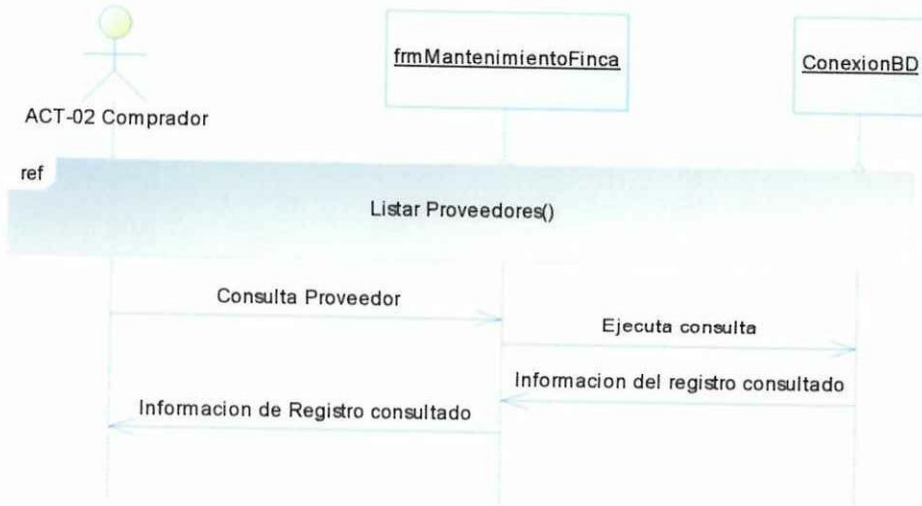 frmMantenimientoFinca
ConexionBD
ACT-02 Comprador
ref
Listar Proveedores()
Consulta Proveedor
Ejecuta consulta
Informacion del registro consultado
Informacion de Registro consultado